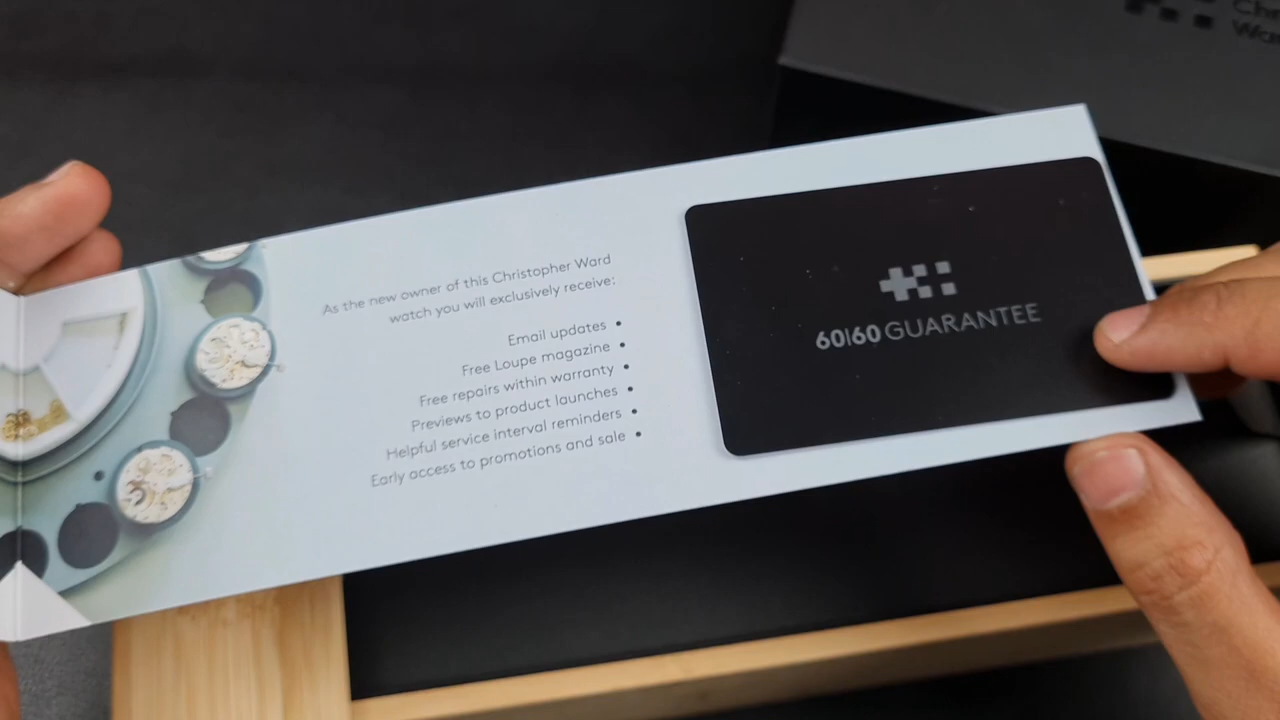 As the new owner of this Christopher Ward
watch you will exclusively receive:
Email updates •
Free Loupe magazine •
Free repairs within warranty •
Previews to product launches •
Helpful service interval reminders •
Early access to promotions and sale •
60|60 GUARANTEE